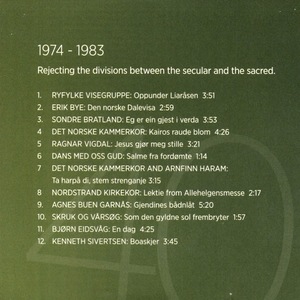 1974 - 1983
Rejecting the divisions between the secular and the sacred.
1. RYFYLKE VISEGRUPPE: Oppunder Liaråsen 3:51
2. ERIK BYE: Den norske Dalevisa 2:59
3. SONDRE BRATLAND: Eg er ein gjest i verda 3:53
4. DET NORSKE KAMMERKOR: Kairos raude blom 4:26
5. RAGNAR VIGDAL: Jesus gjør meg stille 3:21
6. DANS MED OSS GUD: Salme fra fordømte 1:14
7. DET NORSKE KAMMERKOR AND ARNFINN HARAM:
Ta harpå di, stem strenganje 3:15
8. NORDSTRAND KIRKEKOR: Lektie from Allehelgensmesse 2:17
9. AGNES BUEN GARNÅS: Gjendines bådnlåt 5:20
10. SKRUK OG VÅRSØG: Som den gyldne sol frembryter 1:57
11. BJØRN EIDSVÅG: En dag 4:25
12. KENNETH SIVERTSEN: Boaskjer 3:45
40